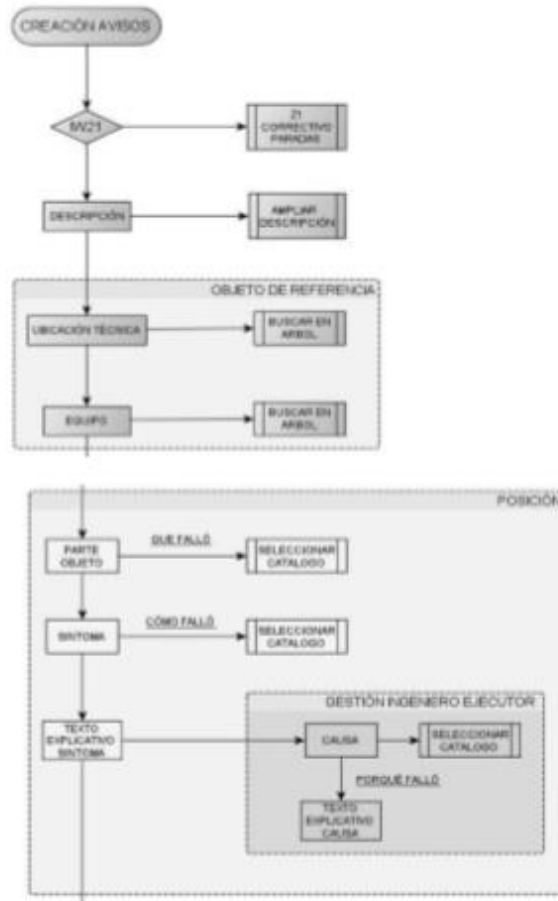 CREACIÓN AVISOS
IW21
Z1
CORRECTIVO
PARADAS
DESCRIPCIÓN
AMPLIAR
DESCRIPCIÓN
OBJETO DE REFERENCIA
UBICACIÓN TÉCNICA
BUSCAR EN
ARBOL
EQUIPO
BUSCAR EN
ARBOL
POSICIÓN
PARTE
OBJETO
QUE FALLÓ
SELECCIONAR
CATALOGO
SINTOMA
CÓMO FALLÓ
SELECCIONAR
CATALOGO
GESTIÓN INGENIERO EJECUTOR
TEXTO
EXPLICATIVO
SINTOMA
CAUSA
SELECCIONAR
CATALOGO
PORQUÉ FALLÓ
TEXTO
EXPLICATIVO
CAUSA